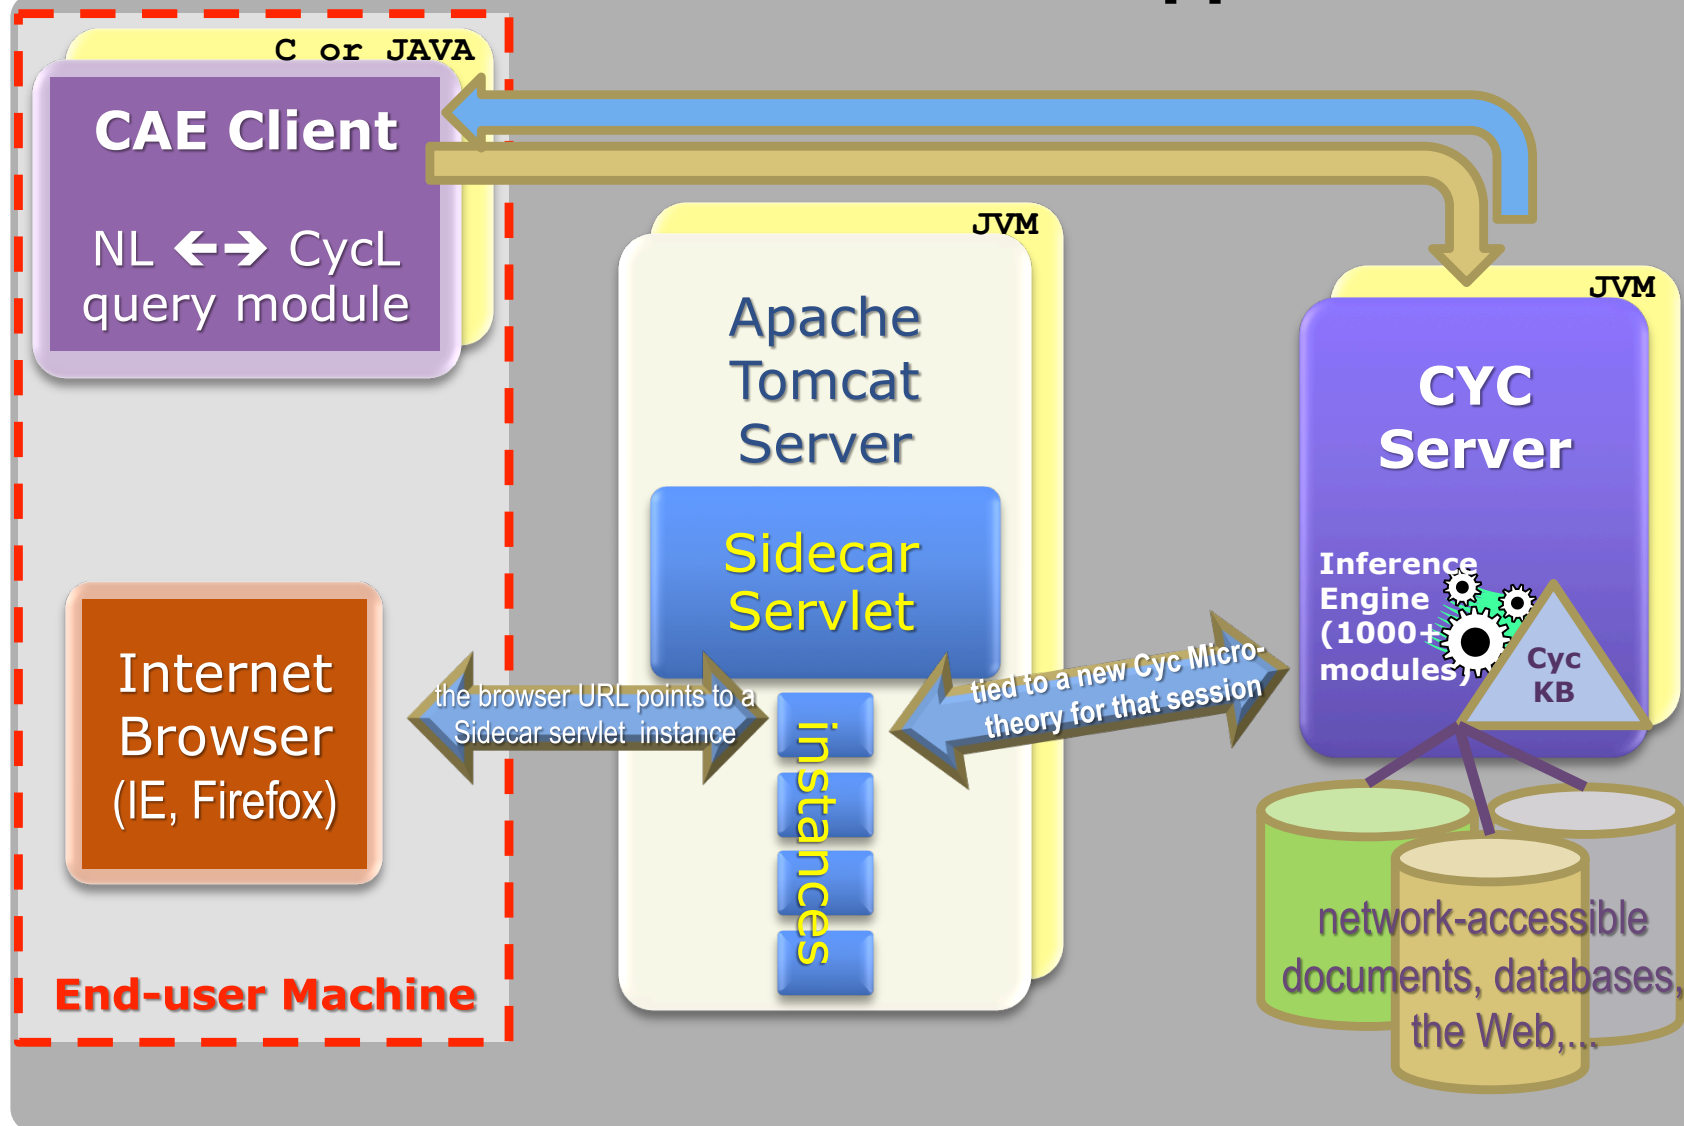 C or JAVA
CAE Client
NL 🡨🡪 CycL
query module
JVM
Apache
Tomcat
Server
Sidecar
Servlet
instances
JVM
CYC
Server
Inference
Engine
(1000+
modules)
Cyc
KB
the browser URL points to a
Sidecar servlet instance
tied to a new Cyc Micro-
theory for that session
Internet
Browser
(IE, Firefox)
End-user Machine
network-accessible
documents, databases,
the Web,...